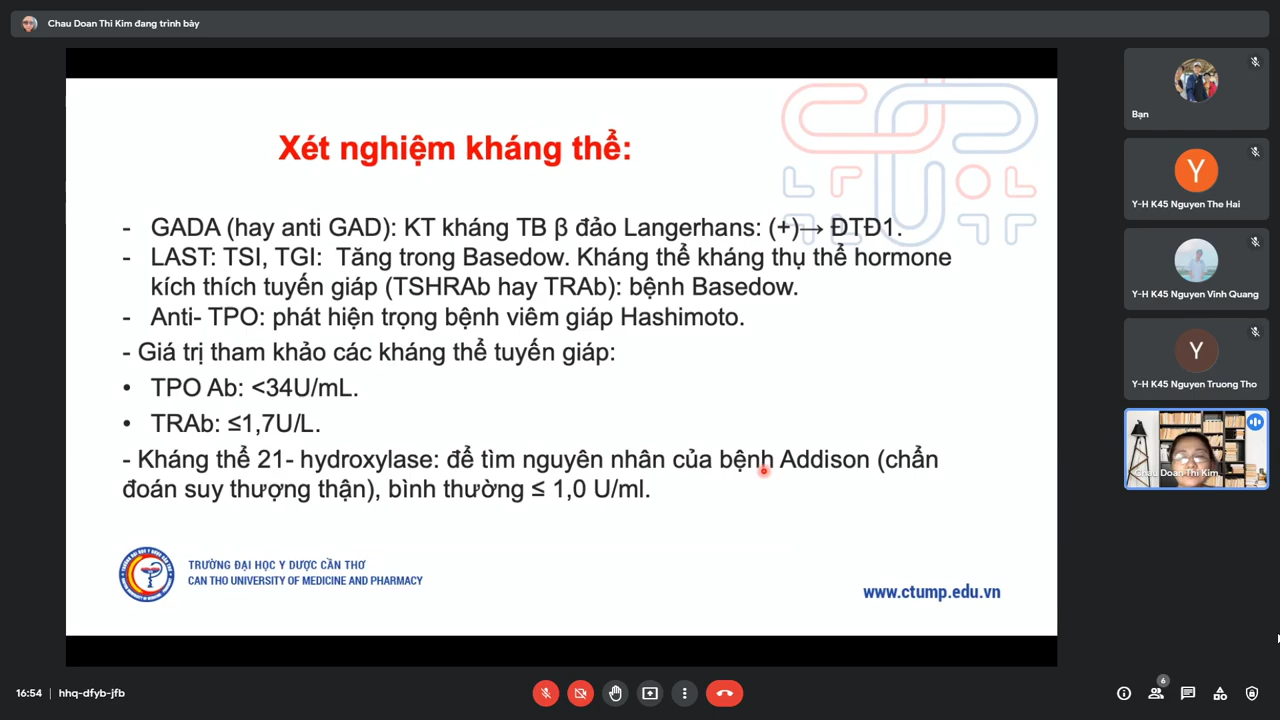 Chau Doan Thi Kim đang trình bày
Xét nghiệm kháng thể:
- GADA (hay anti GAD): KT kháng TB β đảo Langerhans: (+)→ ĐTĐ1.
- LAST: TSI, TGI: Tăng trong Basedow. Kháng thể kháng thụ thể hormone
kích thích tuyến giáp (TSHRAb hay TRAb): bệnh Basedow.
- Anti- TPO: phát hiện trọng bệnh viêm giáp Hashimoto.
- Giá trị tham khảo các kháng thể tuyến giáp:
• TPO Ab: <34U/mL.
• TRAb: ≤1,7U/L.
- Kháng thể 21- hydroxylase: để tìm nguyên nhân của bệnh Addison (chẩn
đoán suy thượng thận), bình thường ≤ 1,0 U/ml.
TRƯỜNG ĐẠI HỌC Y DƯỢC CẦN THƠ
CAN THO UNIVERSITY OF MEDICINE AND PHARMACY
www.ctump.edu.vn
Bạn
Y
Y-H K45 Nguyen The Hai
Y-H K45 Nguyen Vinh Quang
Y
Y-H K45 Nguyen Truong Tho
Chau Doan Thi Kim
16:54 | hhq-dfyb-jfb
6